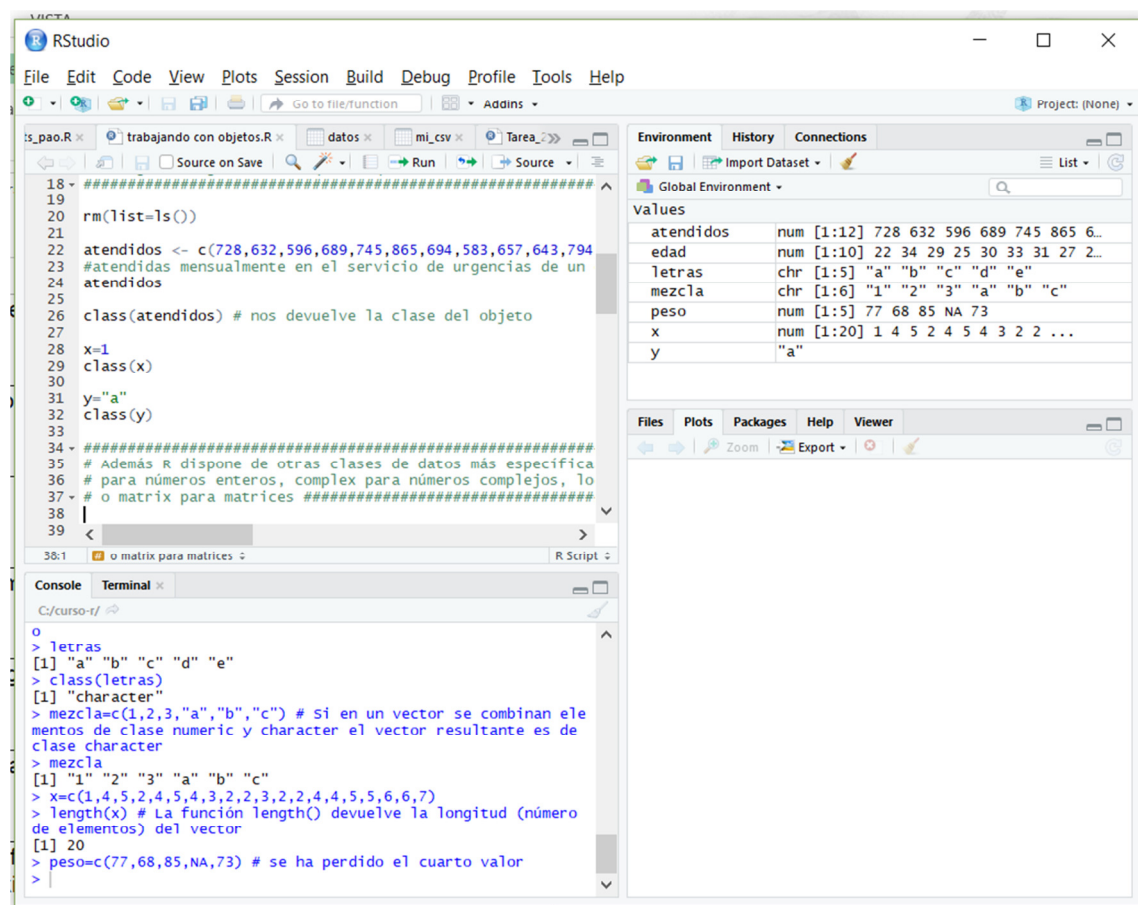 VISTA
RStudio
File Edit Code View Plots Session Build Debug Profile Tools Help
Go to file/function Addins Project: (None)
ts_pao.R trabajando con objetos.R datos mi_csv Tarea_2
Source on Save Run Source
18 ##########################################################
19
20 rm(list=ls())
21
22 atendidos <- c(728,632,596,689,745,865,694,583,657,643,794
23 #atendidas mensualmente en el servicio de urgencias de un
24 atendidos
25
26 class(atendidos) # nos devuelve la clase del objeto
27
28 x=1
29 class(x)
30
31 y="a"
32 class(y)
33
34 ##########################################################
35 # Además R dispone de otras clases de datos más específica
36 # para números enteros, complex para números complejos, lo
37 # o matrix para matrices #################################
38
39
38:1 # o matrix para matrices R Script
Console Terminal
C:/curso-r/
o
> letras
[1] "a" "b" "c" "d" "e"
> class(letras)
[1] "character"
> mezcla=c(1,2,3,"a","b","c") # Si en un vector se combinan ele
mentos de clase numeric y character el vector resultante es de
clase character
> mezcla
[1] "1" "2" "3" "a" "b" "c"
> x=c(1,4,5,2,4,5,4,3,2,2,3,2,2,4,4,5,5,6,6,7)
> length(x) # La función length() devuelve la longitud (número
de elementos) del vector
[1] 20
> peso=c(77,68,85,NA,73) # se ha perdido el cuarto valor
>
Environment History Connections
Import Dataset List
Global Environment
Values
atendidos num [1:12] 728 632 596 689 745 865 6…
edad num [1:10] 22 34 29 25 30 33 31 27 2…
letras chr [1:5] "a" "b" "c" "d" "e"
mezcla chr [1:6] "1" "2" "3" "a" "b" "c"
peso num [1:5] 77 68 85 NA 73
x num [1:20] 1 4 5 2 4 5 4 3 2 2 ...
y "a"
Files Plots Packages Help Viewer
Zoom Export